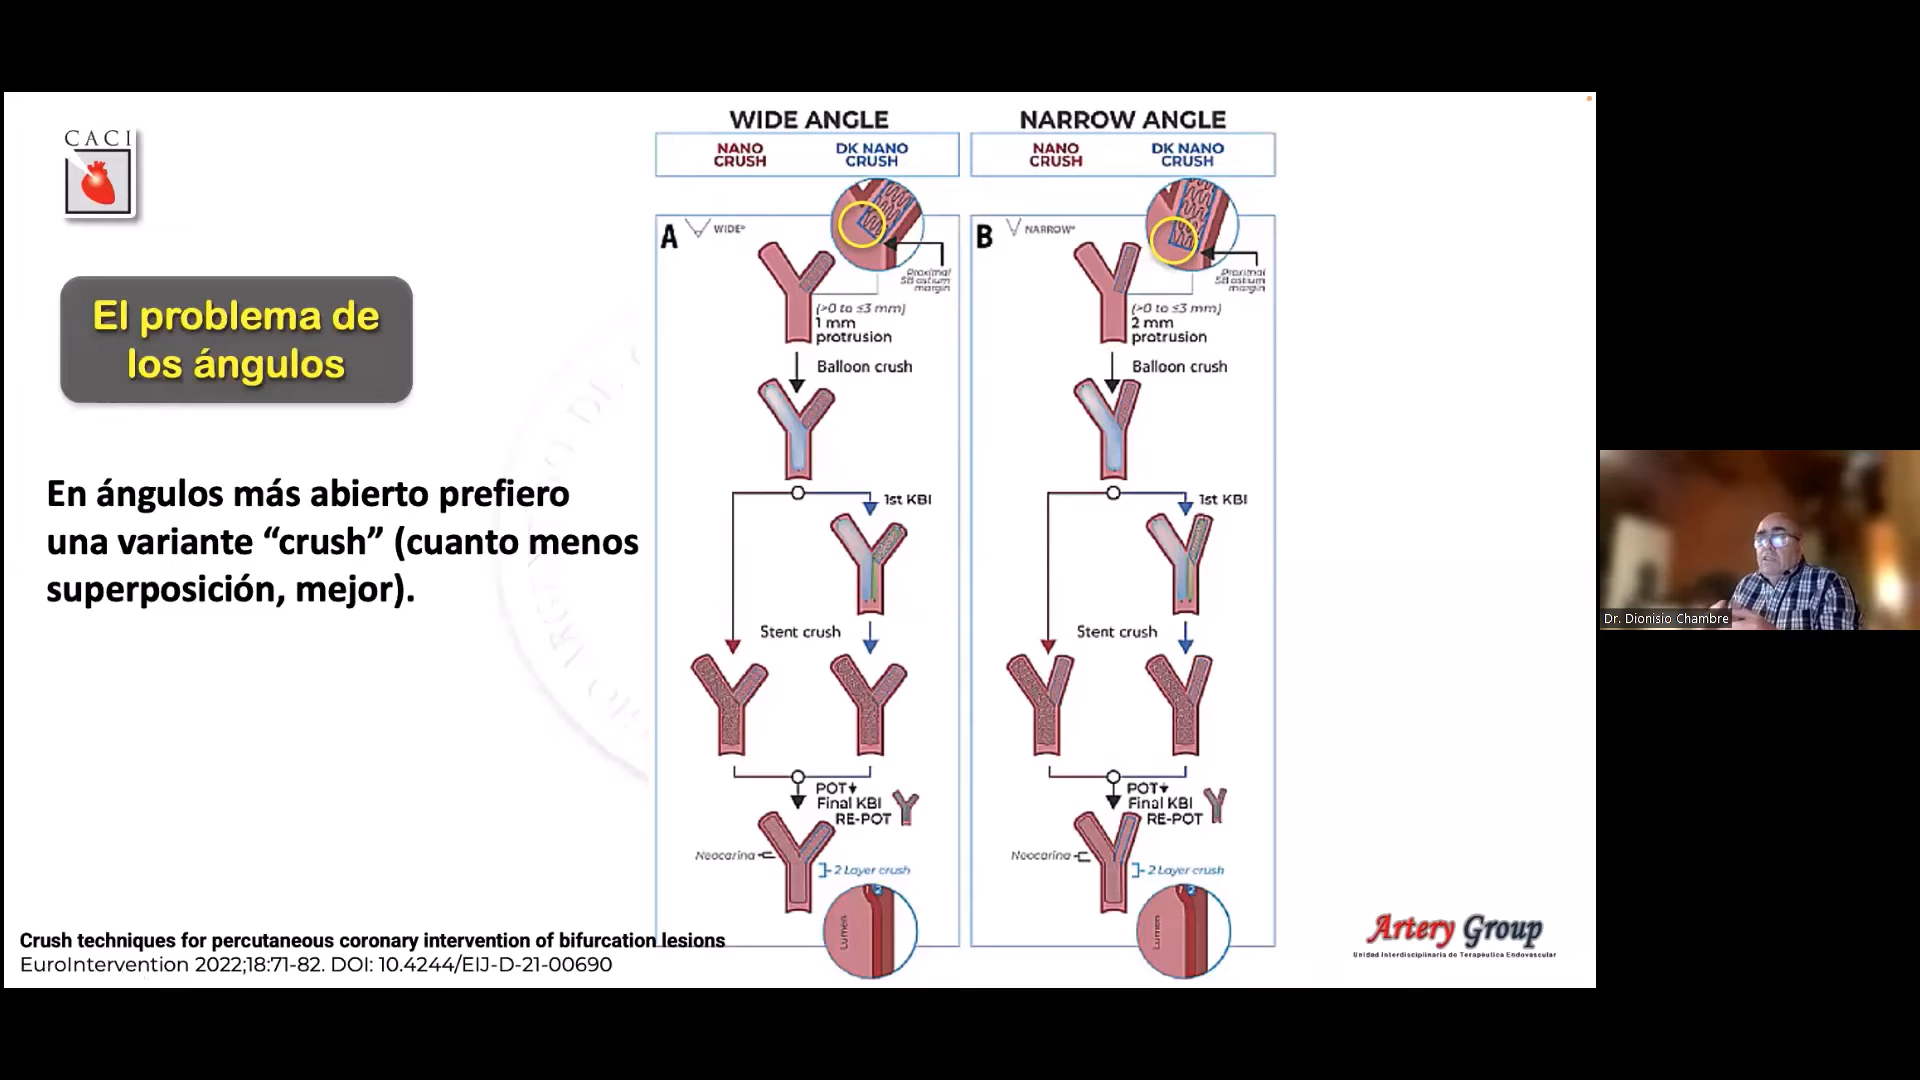 CACI
El problema de
los ángulos
En ángulos más abierto prefiero
una variante “crush” (cuanto menos
superposición, mejor).
WIDE ANGLE
NANO
CRUSH
DK NANO
CRUSH
A
WIDE°
Proximal
SB ostium
margin
(>0 to ≤3 mm)
1 mm
protrusion
Balloon crush
1st KBI
Stent crush
POT
Final KBI
RE-POT
Neocarina
2 Layer crush
1 2
Lumen
NARROW ANGLE
NANO
CRUSH
DK NANO
CRUSH
B
NARROW°
Proximal
SB ostium
margin
(>0 to ≤3 mm)
2 mm
protrusion
Balloon crush
1st KBI
Stent crush
POT
Final KBI
RE-POT
Neocarina
2 Layer crush
1 2
Lumen
Crush techniques for percutaneous coronary intervention of bifurcation lesions
EuroIntervention 2022;18:71-82. DOI: 10.4244/EIJ-D-21-00690
Artery Group
Unidad Interdisciplinaria de Terapéutica Endovascular
Dr. Dionisio Chambre